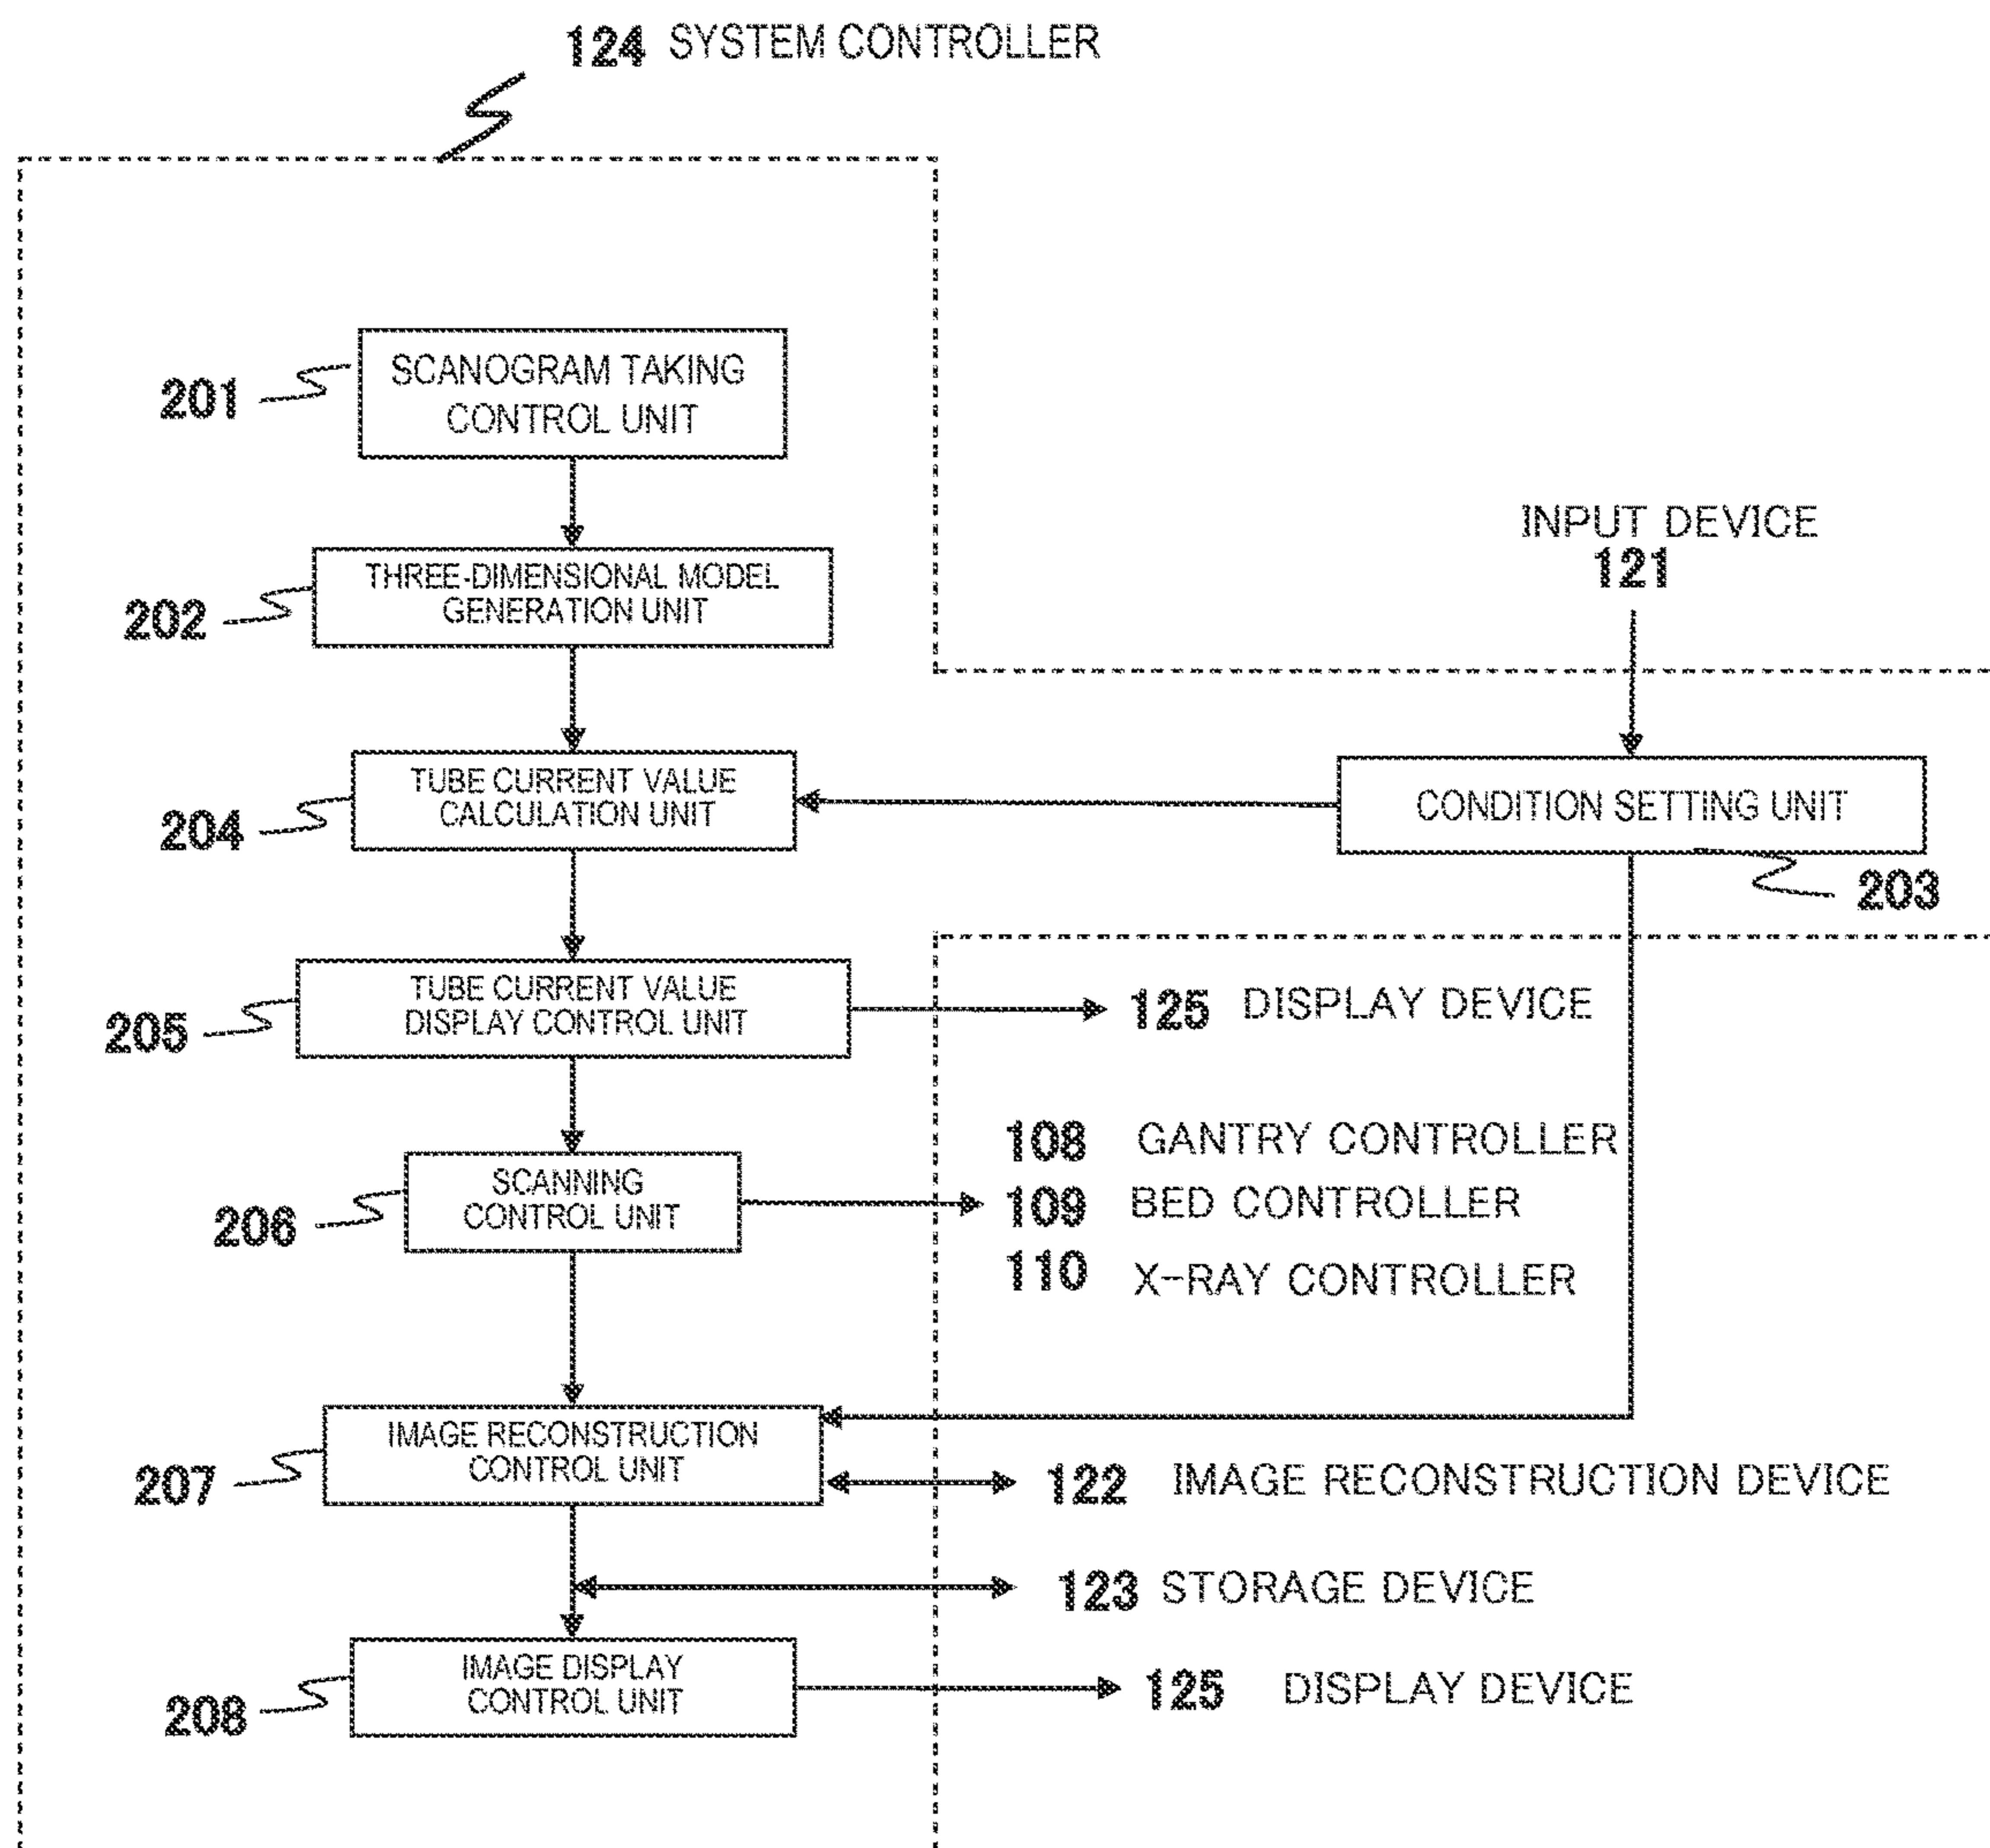 124 SYSTEM CONTROLLER
201
SCANOGRAM TAKING
CONTROL UNIT
INPUT DEVICE
121
202
THREE-DIMENSIONAL MODEL
GENERATION UNIT
204
TUBE CURRENT VALUE
CALCULATION UNIT
CONDITION SETTING UNIT
203
205
TUBE CURRENT VALUE
DISPLAY CONTROL UNIT
125 DISPLAY DEVICE
206
SCANNING
CONTROL UNIT
108 GANTRY CONTROLLER
109 BED CONTROLLER
110 X-RAY CONTROLLER
207
IMAGE RECONSTRUCTION
CONTROL UNIT
122 IMAGE RECONSTRUCTION DEVICE
123 STORAGE DEVICE
208
IMAGE DISPLAY
CONTROL UNIT
125 DISPLAY DEVICE